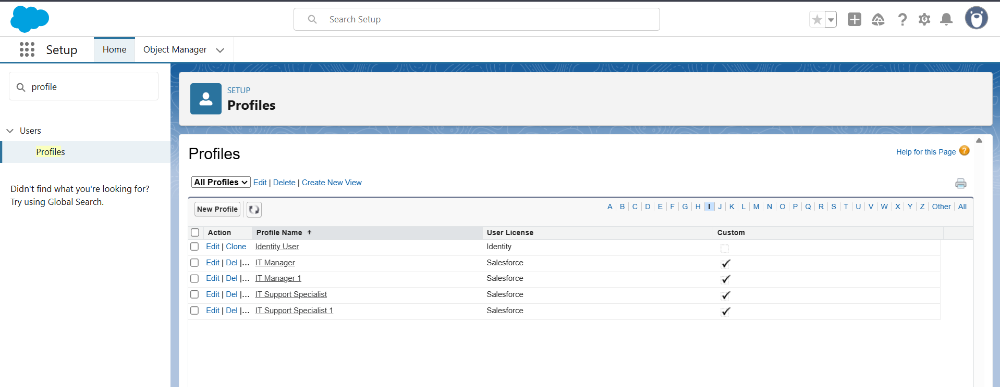 Search Setup
Setup
Home
Object Manager
profile
Users
Profiles
Didn't find what you're looking for?
Try using Global Search.
SETUP
Profiles
Profiles
Help for this Page ?
All Profiles Edit | Delete | Create New View
New Profile
A | B | C | D | E | F | G | H | I | J | K | L | M | N | O | P | Q | R | S | T | U | V | W | X | Y | Z | Other | All
Action Profile Name ↑ User License Custom
Edit | Clone Identity User Identity
Edit | Del |... IT Manager Salesforce ✓
Edit | Del |... IT Manager 1 Salesforce ✓
Edit | Del |... IT Support Specialist Salesforce ✓
Edit | Del |... IT Support Specialist 1 Salesforce ✓